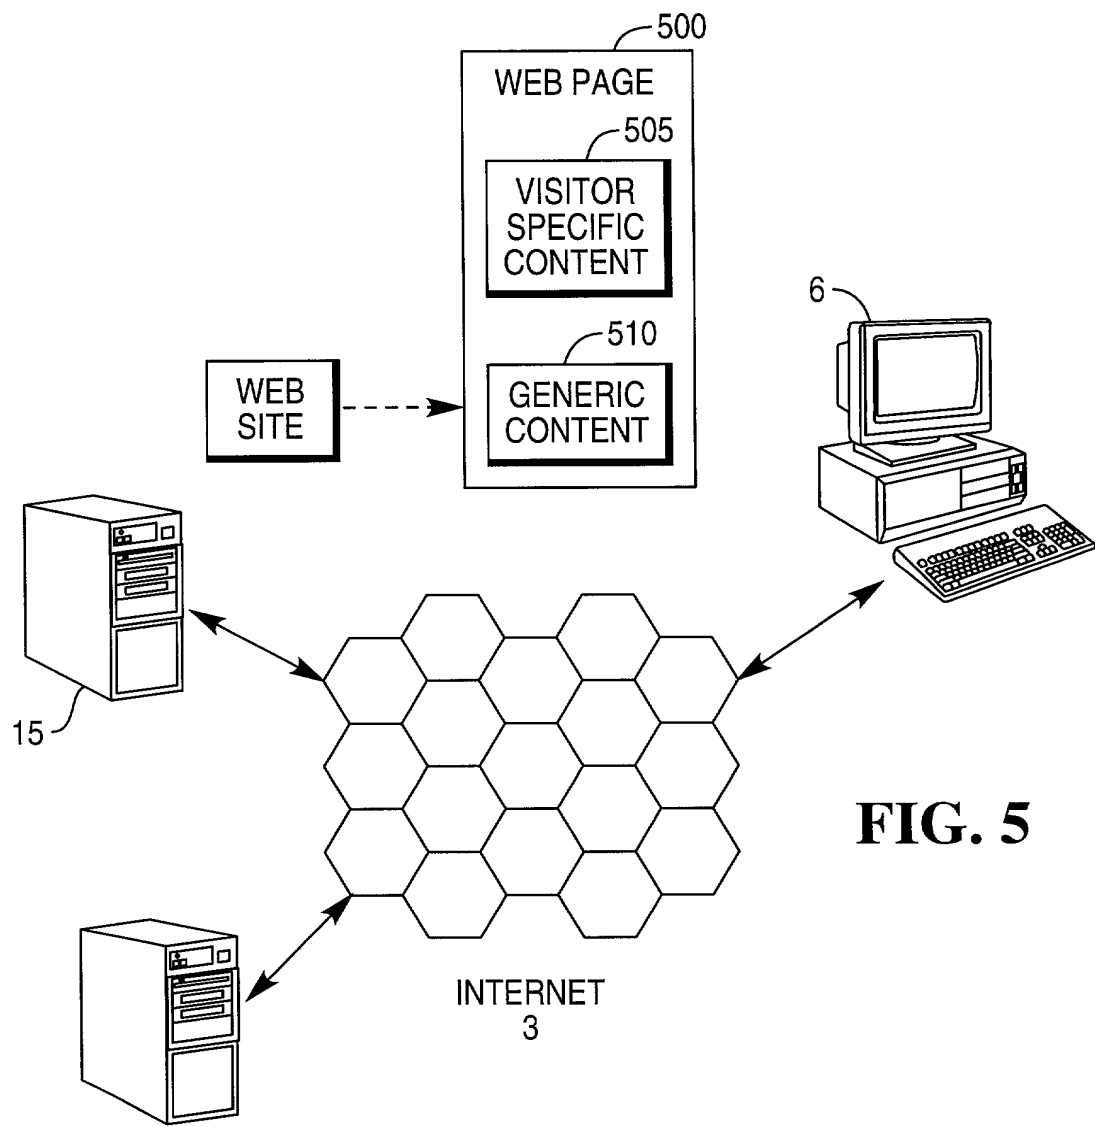 500
WEB PAGE
505
VISITOR
SPECIFIC
CONTENT
6
510
WEB
SITE
GENERIC
CONTENT
15
FIG. 5
INTERNET
3